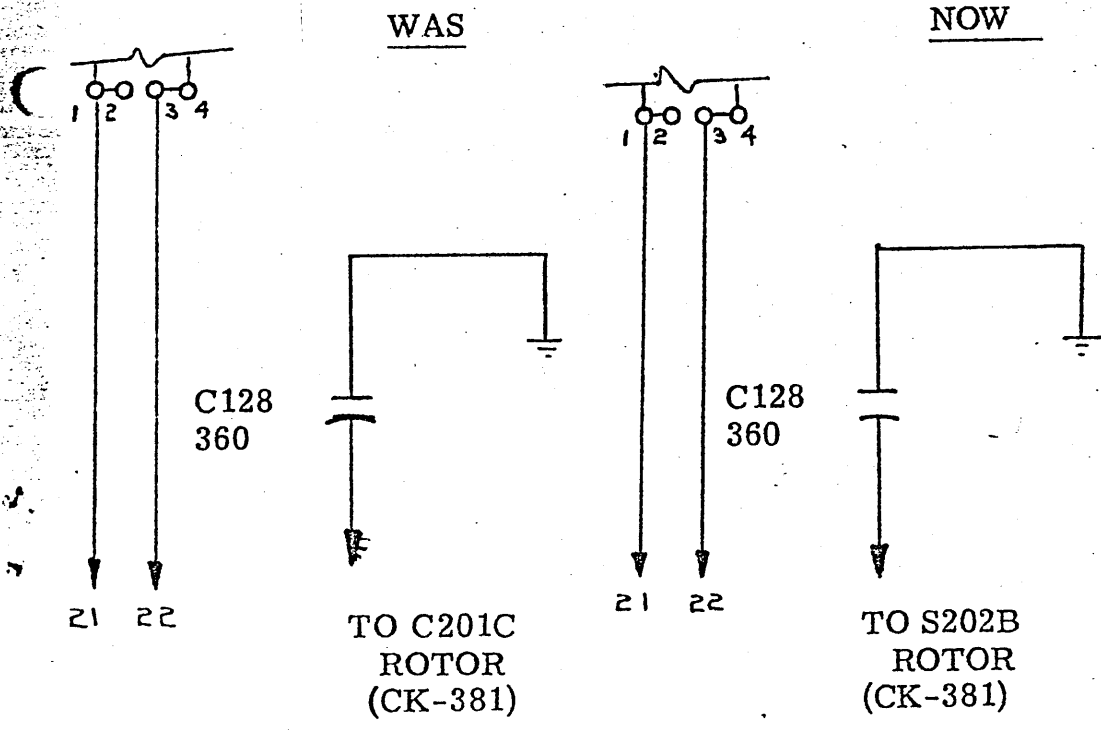 WAS
1 2 3 4
C128
360
21 22
TO C201C
ROTOR
(CK-381)
NOW
1 2 3 4
C128
360
21 22
TO S202B
ROTOR
(CK-381)